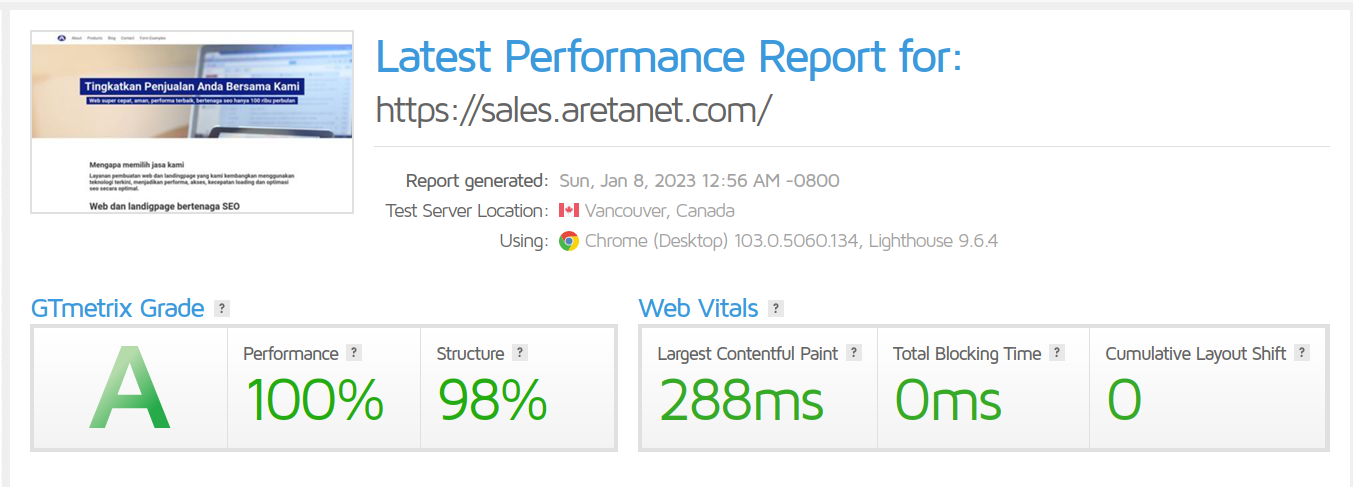 About Products Blog Contact Form Examples
Tingkatkan Penjualan Anda Bersama Kami
Web super cepat, aman, performa terbaik, bertenaga seo hanya 100 ribu perbulan
Mengapa memilih jasa kami
Layanan pembuatan web dan landingpage yang kami kembangkan menggunakan
teknologi terkini, menjadikan performa, akses, kecepatan loading dan optimasi
seo secara optimal.
Web dan landigpage bertenaga SEO
Latest Performance Report for:
https://sales.aretanet.com/
Report generated: Sun, Jan 8, 2023 12:56 AM -0800
Test Server Location: Vancouver, Canada
Using: Chrome (Desktop) 103.0.5060.134, Lighthouse 9.6.4
GTmetrix Grade ?
A
Performance ?
100%
Structure ?
98%
Web Vitals ?
Largest Contentful Paint ?
288ms
Total Blocking Time ?
0ms
Cumulative Layout Shift ?
0